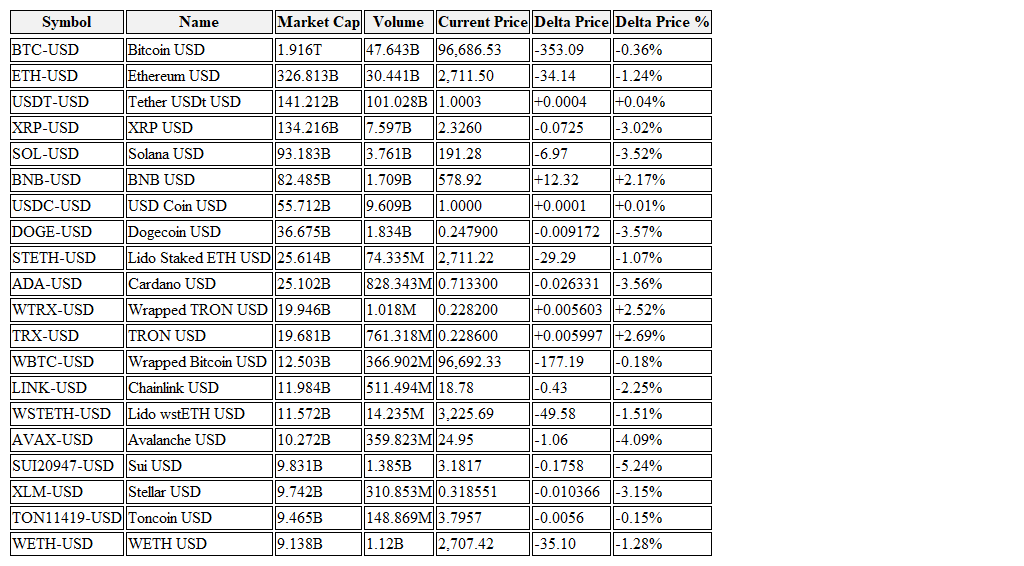 Symbol Name Market Cap Volume Current Price Delta Price Delta Price %
BTC-USD Bitcoin USD 1.916T 47.643B 96,686.53 -353.09 -0.36%
ETH-USD Ethereum USD 326.813B 30.441B 2,711.50 -34.14 -1.24%
USDT-USD Tether USDt USD 141.212B 101.028B 1.0003 +0.0004 +0.04%
XRP-USD XRP USD 134.216B 7.597B 2.3260 -0.0725 -3.02%
SOL-USD Solana USD 93.183B 3.761B 191.28 -6.97 -3.52%
BNB-USD BNB USD 82.485B 1.709B 578.92 +12.32 +2.17%
USDC-USD USD Coin USD 55.712B 9.609B 1.0000 +0.0001 +0.01%
DOGE-USD Dogecoin USD 36.675B 1.834B 0.247900 -0.009172 -3.57%
STETH-USD Lido Staked ETH USD 25.614B 74.335M 2,711.22 -29.29 -1.07%
ADA-USD Cardano USD 25.102B 828.343M 0.713300 -0.026331 -3.56%
WTRX-USD Wrapped TRON USD 19.946B 1.018M 0.228200 +0.005603 +2.52%
TRX-USD TRON USD 19.681B 761.318M 0.228600 +0.005997 +2.69%
WBTC-USD Wrapped Bitcoin USD 12.503B 366.902M 96,692.33 -177.19 -0.18%
LINK-USD Chainlink USD 11.984B 511.494M 18.78 -0.43 -2.25%
WSTETH-USD Lido wstETH USD 11.572B 14.235M 3,225.69 -49.58 -1.51%
AVAX-USD Avalanche USD 10.272B 359.823M 24.95 -1.06 -4.09%
SUI20947-USD Sui USD 9.831B 1.385B 3.1817 -0.1758 -5.24%
XLM-USD Stellar USD 9.742B 310.853M 0.318551 -0.010366 -3.15%
TON11419-USD Toncoin USD 9.465B 148.869M 3.7957 -0.0056 -0.15%
WETH-USD WETH USD 9.138B 1.12B 2,707.42 -35.10 -1.28%